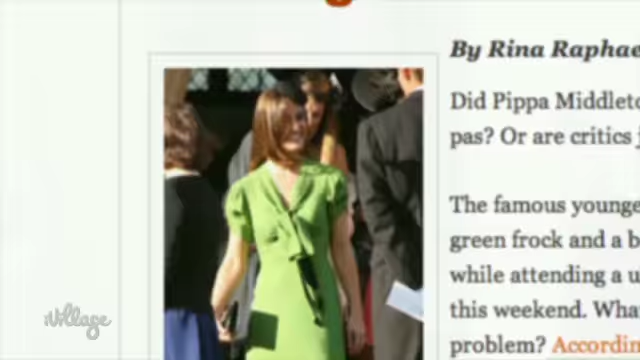 By Rina Raphae
Did Pippa Middleto
pas? Or are critics j
The famous younge
green frock and a b
while attending a u
this weekend. Wha
problem? Accordin
iVillage